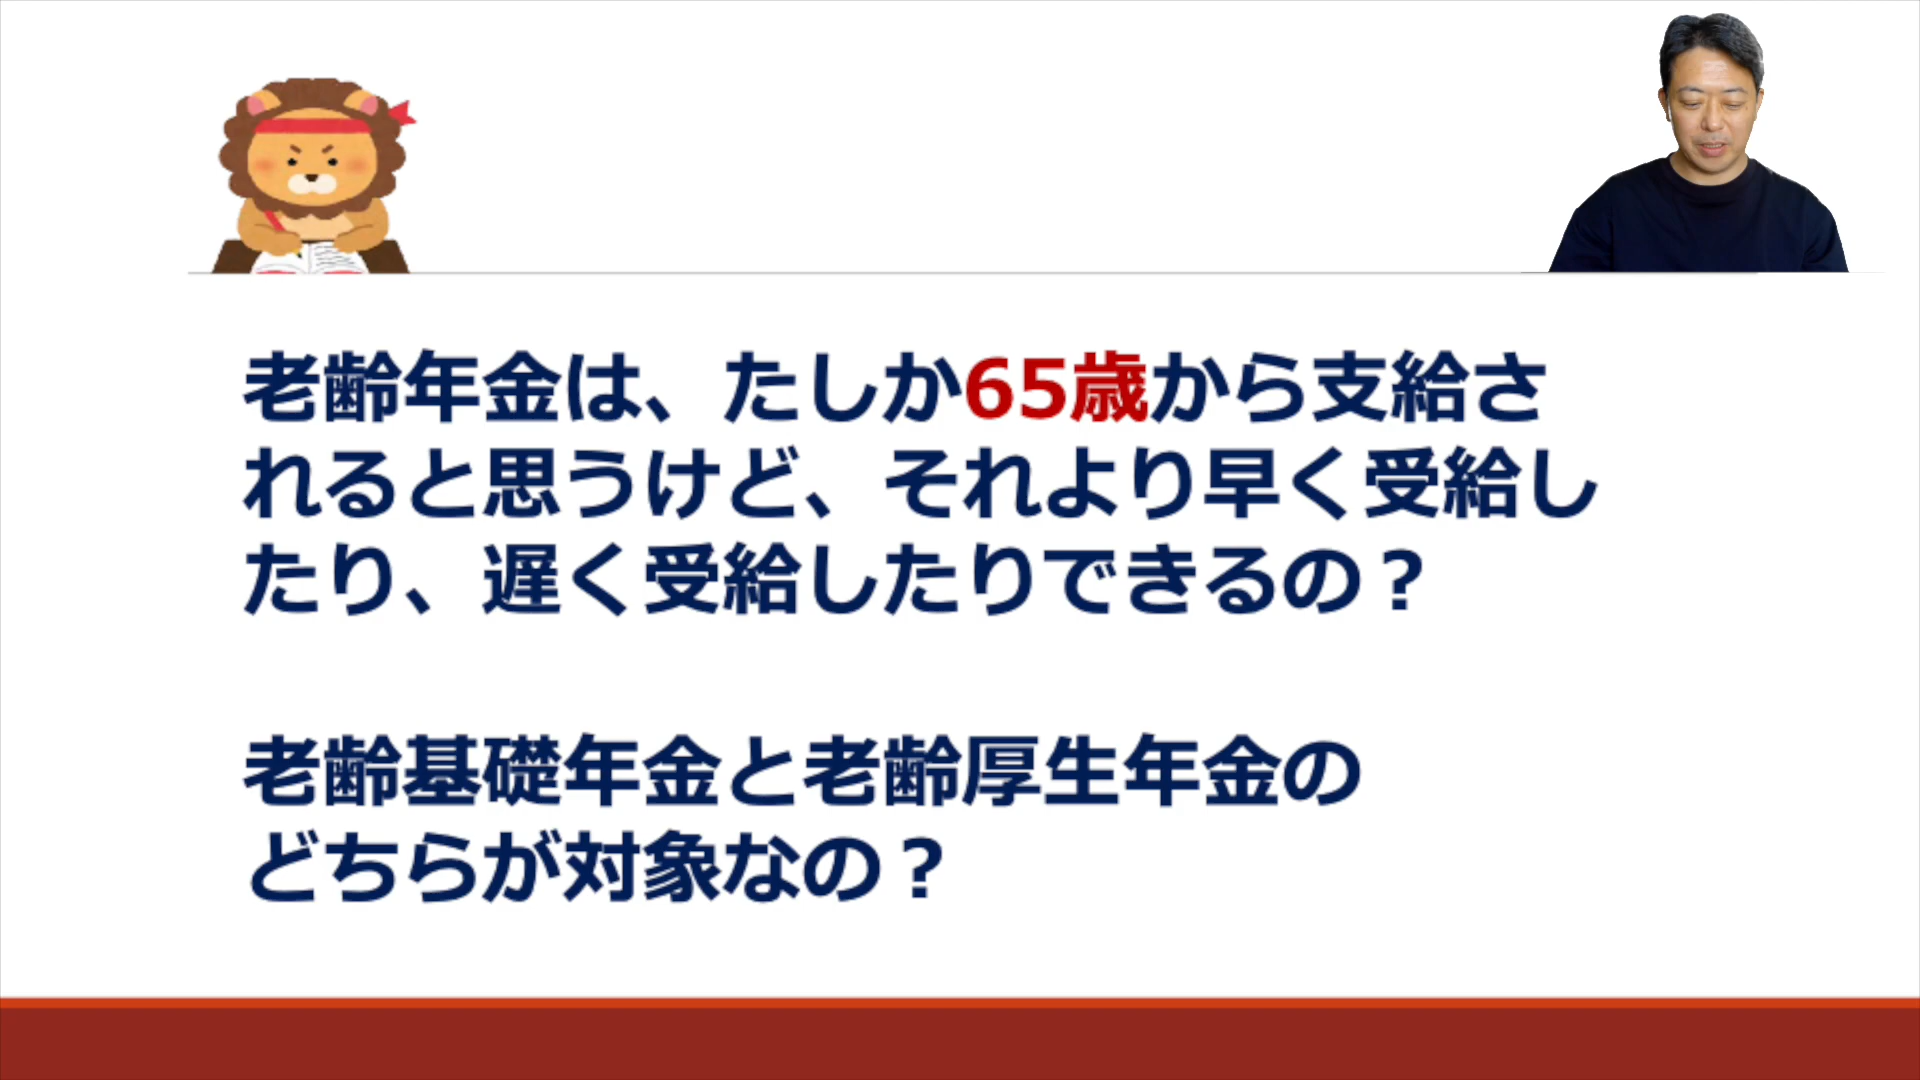 老齢年金は、たしか65歳から支給さ
れると思うけど、それより早く受給し
たり、遅く受給したりできるの？
老齢基礎年金と老齢厚生年金の
どちらが対象なの？